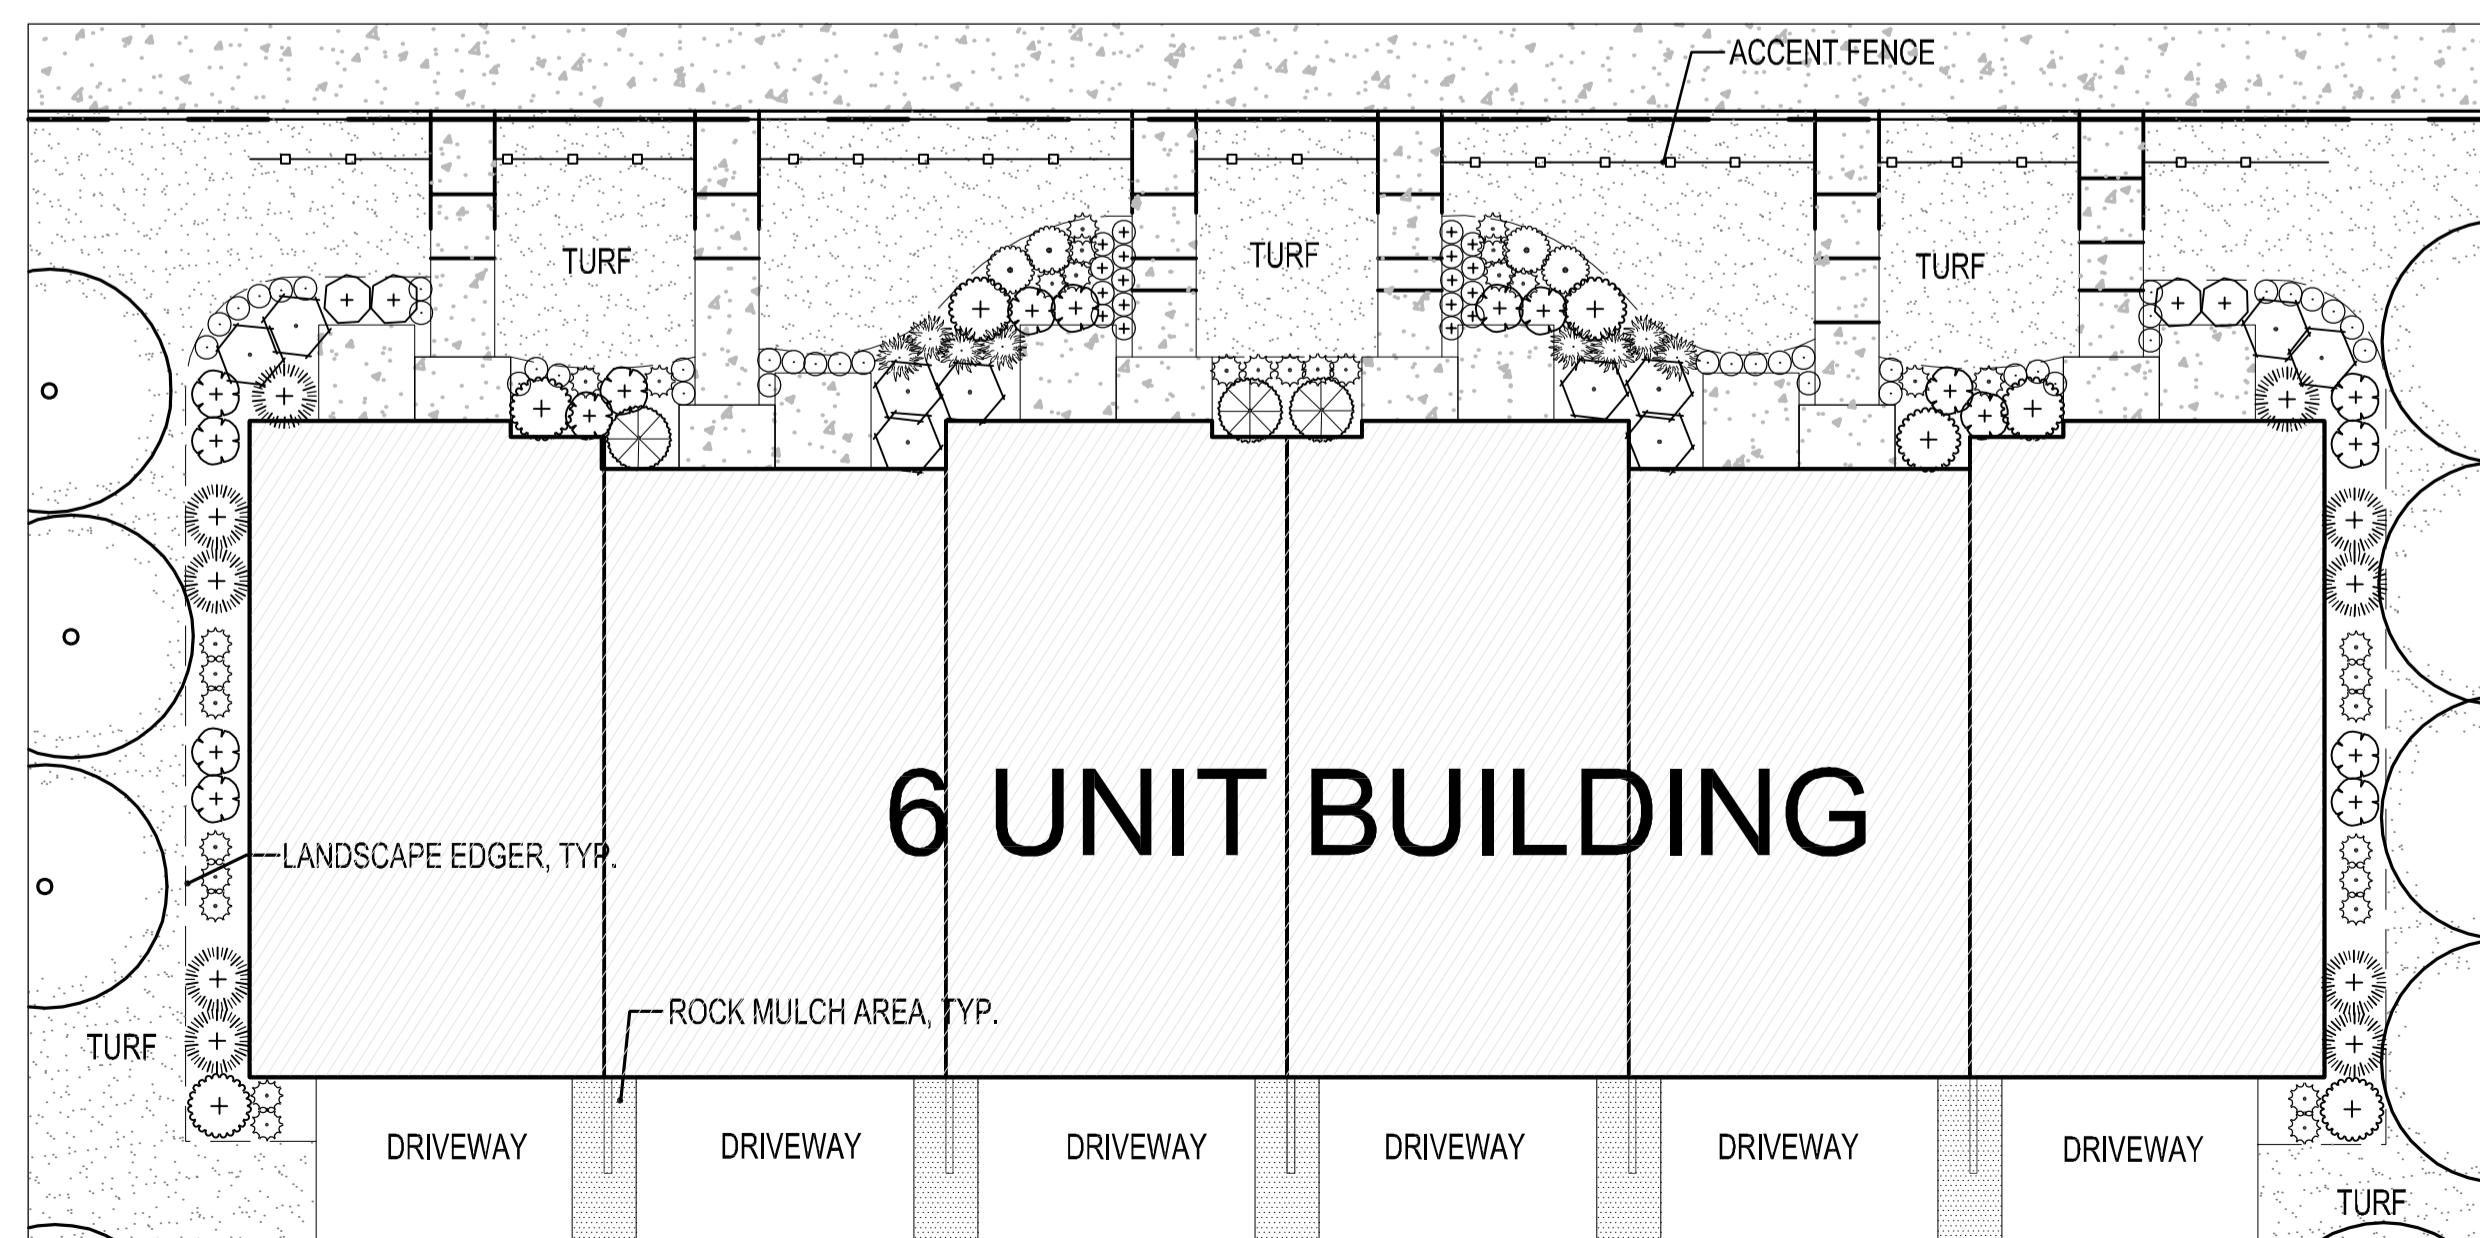 ACCENT FENCE
TURF
TURF
TURF
6 UNIT BUILDING
LANDSCAPE EDGER, TYP.
ROCK MULCH AREA, TYP.
TURF
DRIVEWAY
DRIVEWAY
DRIVEWAY
DRIVEWAY
DRIVEWAY
DRIVEWAY
TURF